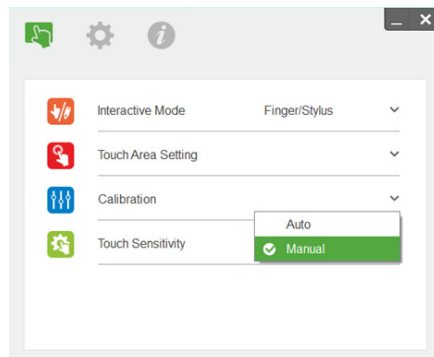 Interactive Mode Finger/Stylus
Touch Area Setting
Calibration
Auto
Touch Sensitivity
Manual